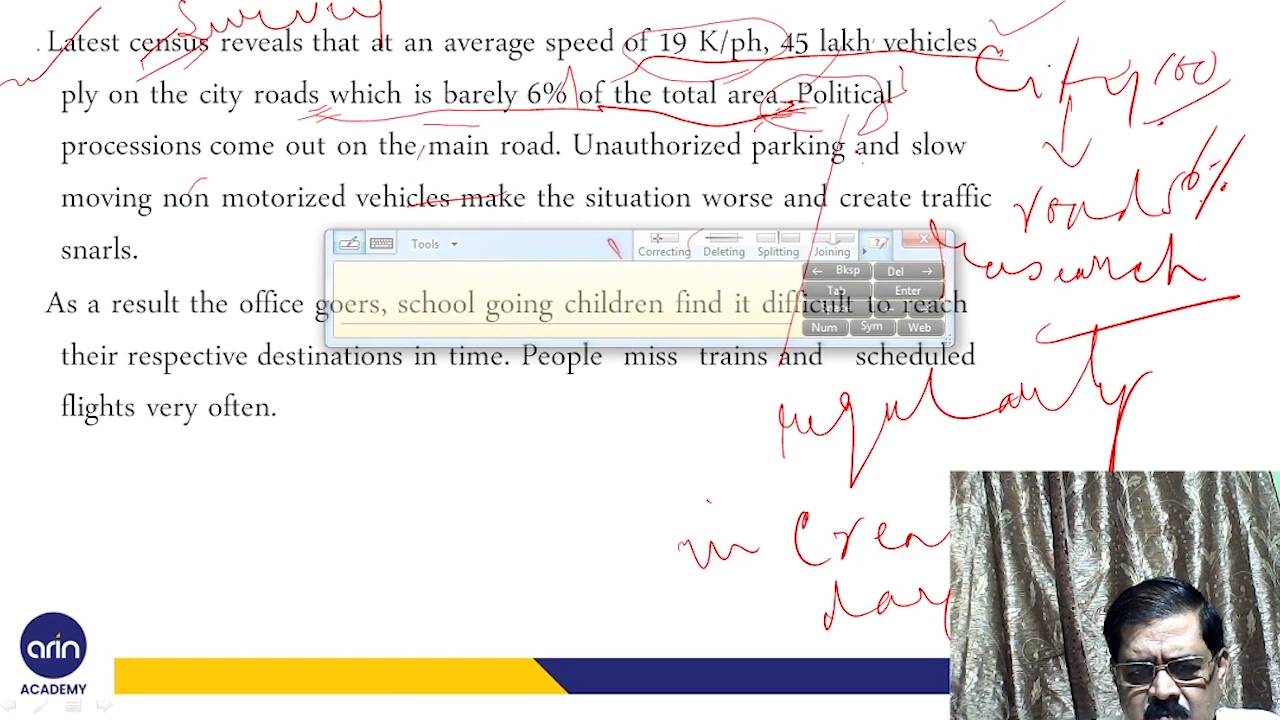 Survey
. Latest census reveals that at an average speed of 19 K/ph, 45 lakh vehicles
ply on the city roads which is barely 6% of the total area Political
processions come out on the main road. Unauthorized parking and slow
moving non motorized vehicles make the situation worse and create traffic
snarls.
As a result the office goers, school going children find it difficult to reach
their respective destinations in time. People miss trains and scheduled
flights very often.
City 100
roads 6%
research
regularity
in
day
Tools
Correcting Deleting Splitting Joining
Bksp Del
Tab Enter
Num Sym Web
arin
ACADEMY